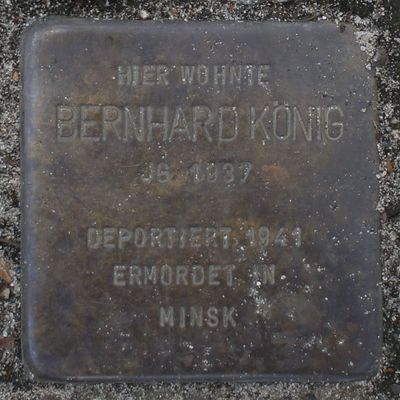 HIER WOHNTE
BERNHARD KÖNIG
JG. 1937
DEPORTIERT 1941
ERMORDET IN
MINSK